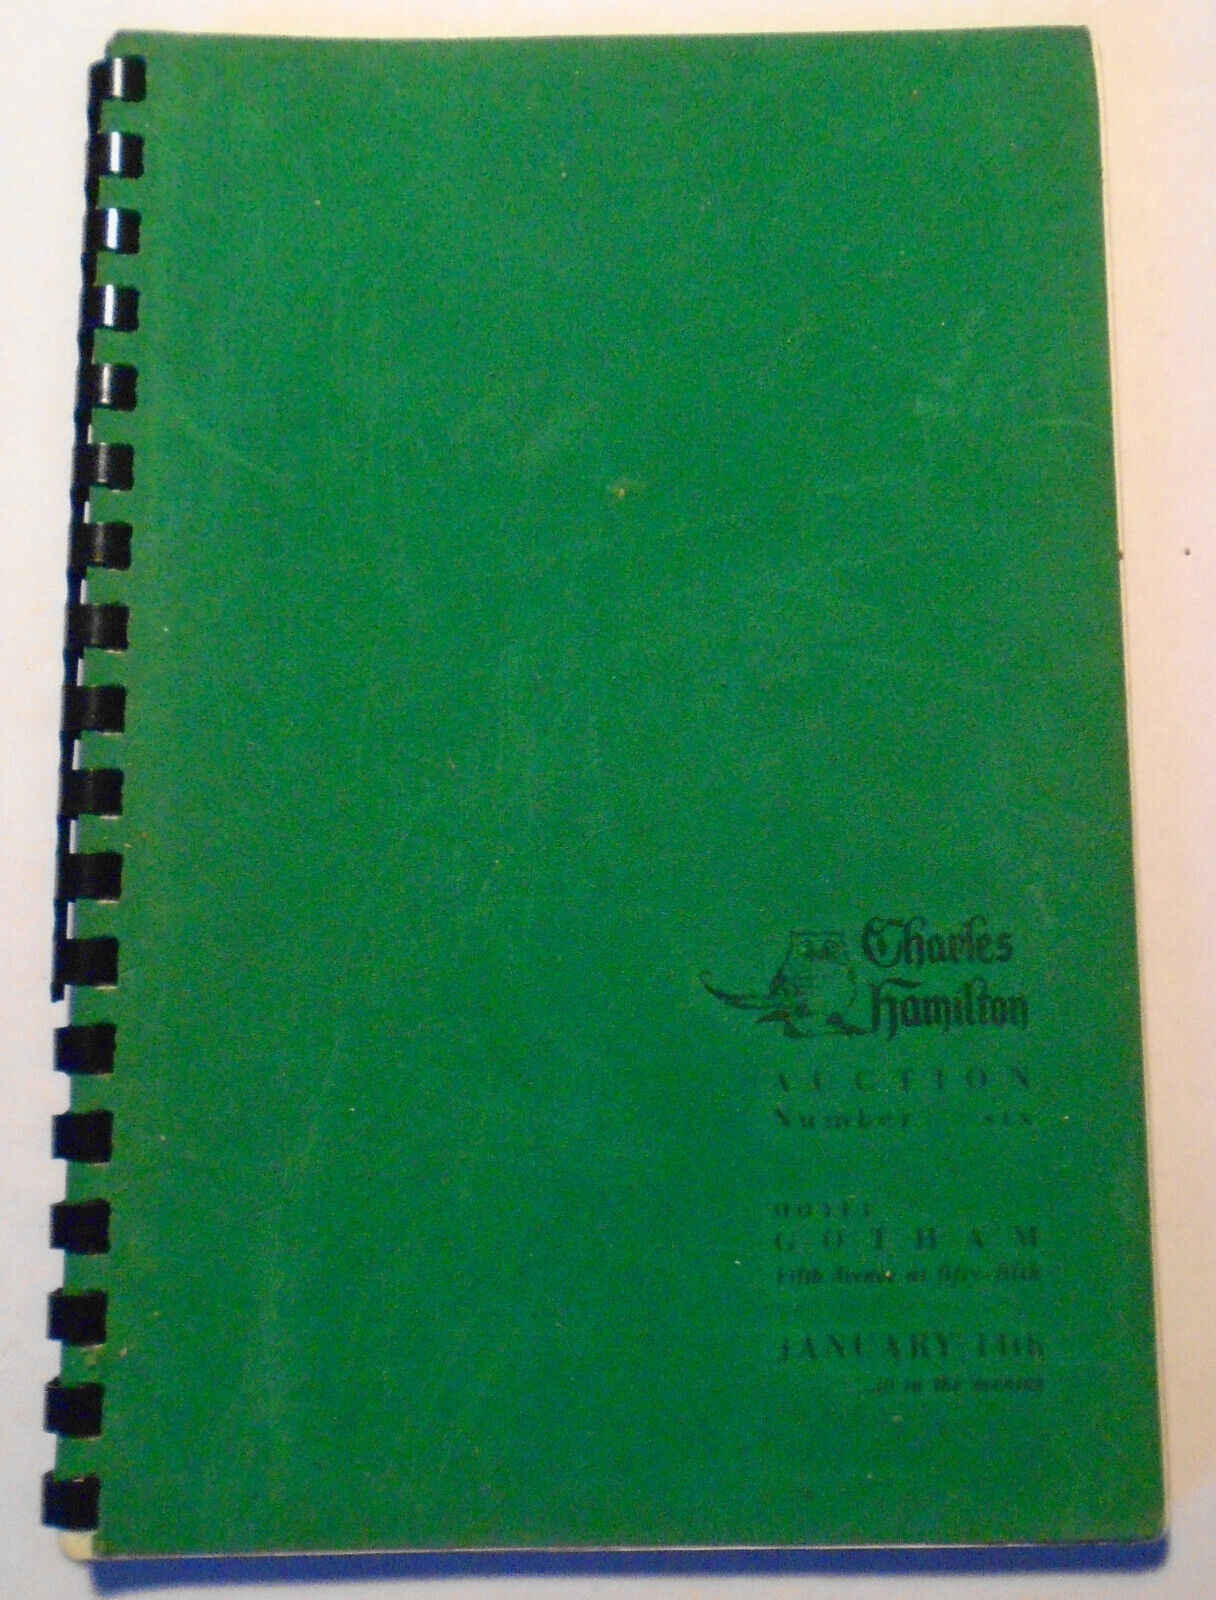 Charles
Hamilton
AUCTION
Number six
HOTEL
GOTHAM
Fifth Avenue at fifty-fifth
JANUARY 14th
in the evening